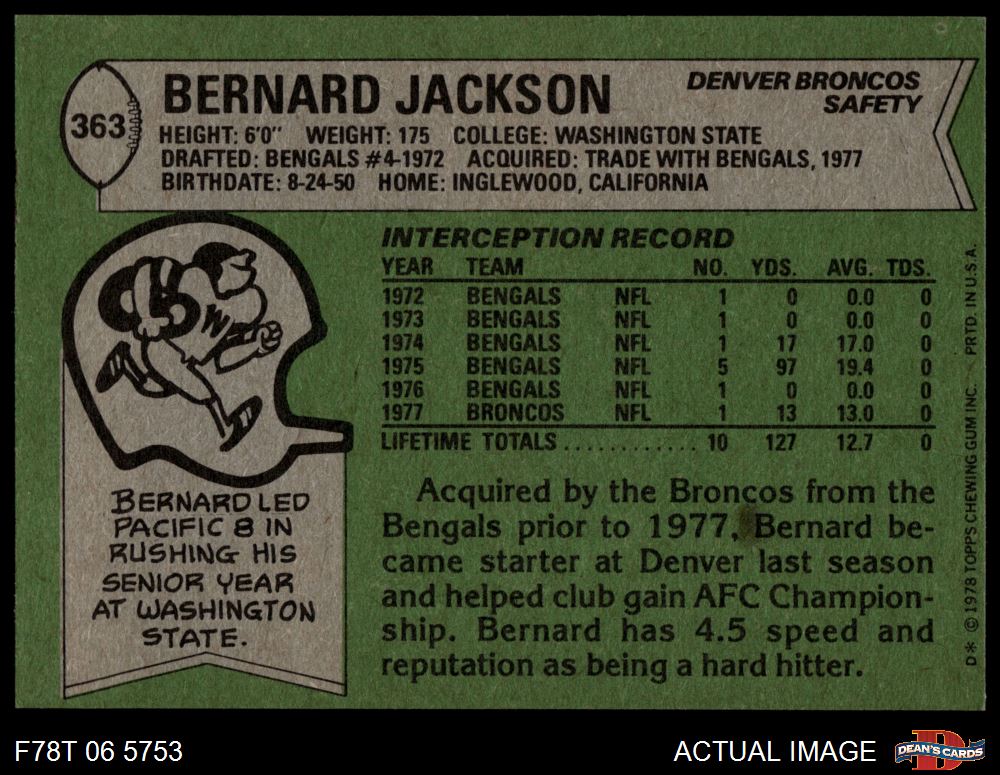 363
BERNARD JACKSON
DENVER BRONCOS
SAFETY
HEIGHT: 6'0" WEIGHT: 175 COLLEGE: WASHINGTON STATE
DRAFTED: BENGALS #4-1972 ACQUIRED: TRADE WITH BENGALS, 1977
BIRTHDATE: 8-24-50 HOME: INGLEWOOD, CALIFORNIA
INTERCEPTION RECORD
YEAR TEAM NO. YDS. AVG. TDS.
1972 BENGALS NFL 1 0 0.0 0
1973 BENGALS NFL 1 0 0.0 0
1974 BENGALS NFL 1 17 17.0 0
1975 BENGALS NFL 5 97 19.4 0
1976 BENGALS NFL 1 0 0.0 0
1977 BRONCOS NFL 1 13 13.0 0
LIFETIME TOTALS ............ 10 127 12.7 0
W
BERNARD LED
PACIFIC 8 IN
RUSHING HIS
SENIOR YEAR
AT WASHINGTON
STATE.
Acquired by the Broncos from the
Bengals prior to 1977, Bernard be-
came starter at Denver last season
and helped club gain AFC Champion-
ship. Bernard has 4.5 speed and
reputation as being a hard hitter.
D* © 1978 TOPPS CHEWING GUM INC. PRTD. IN U.S.A.
F78T 06 5753
ACTUAL IMAGE
D
DEAN'S CARDS